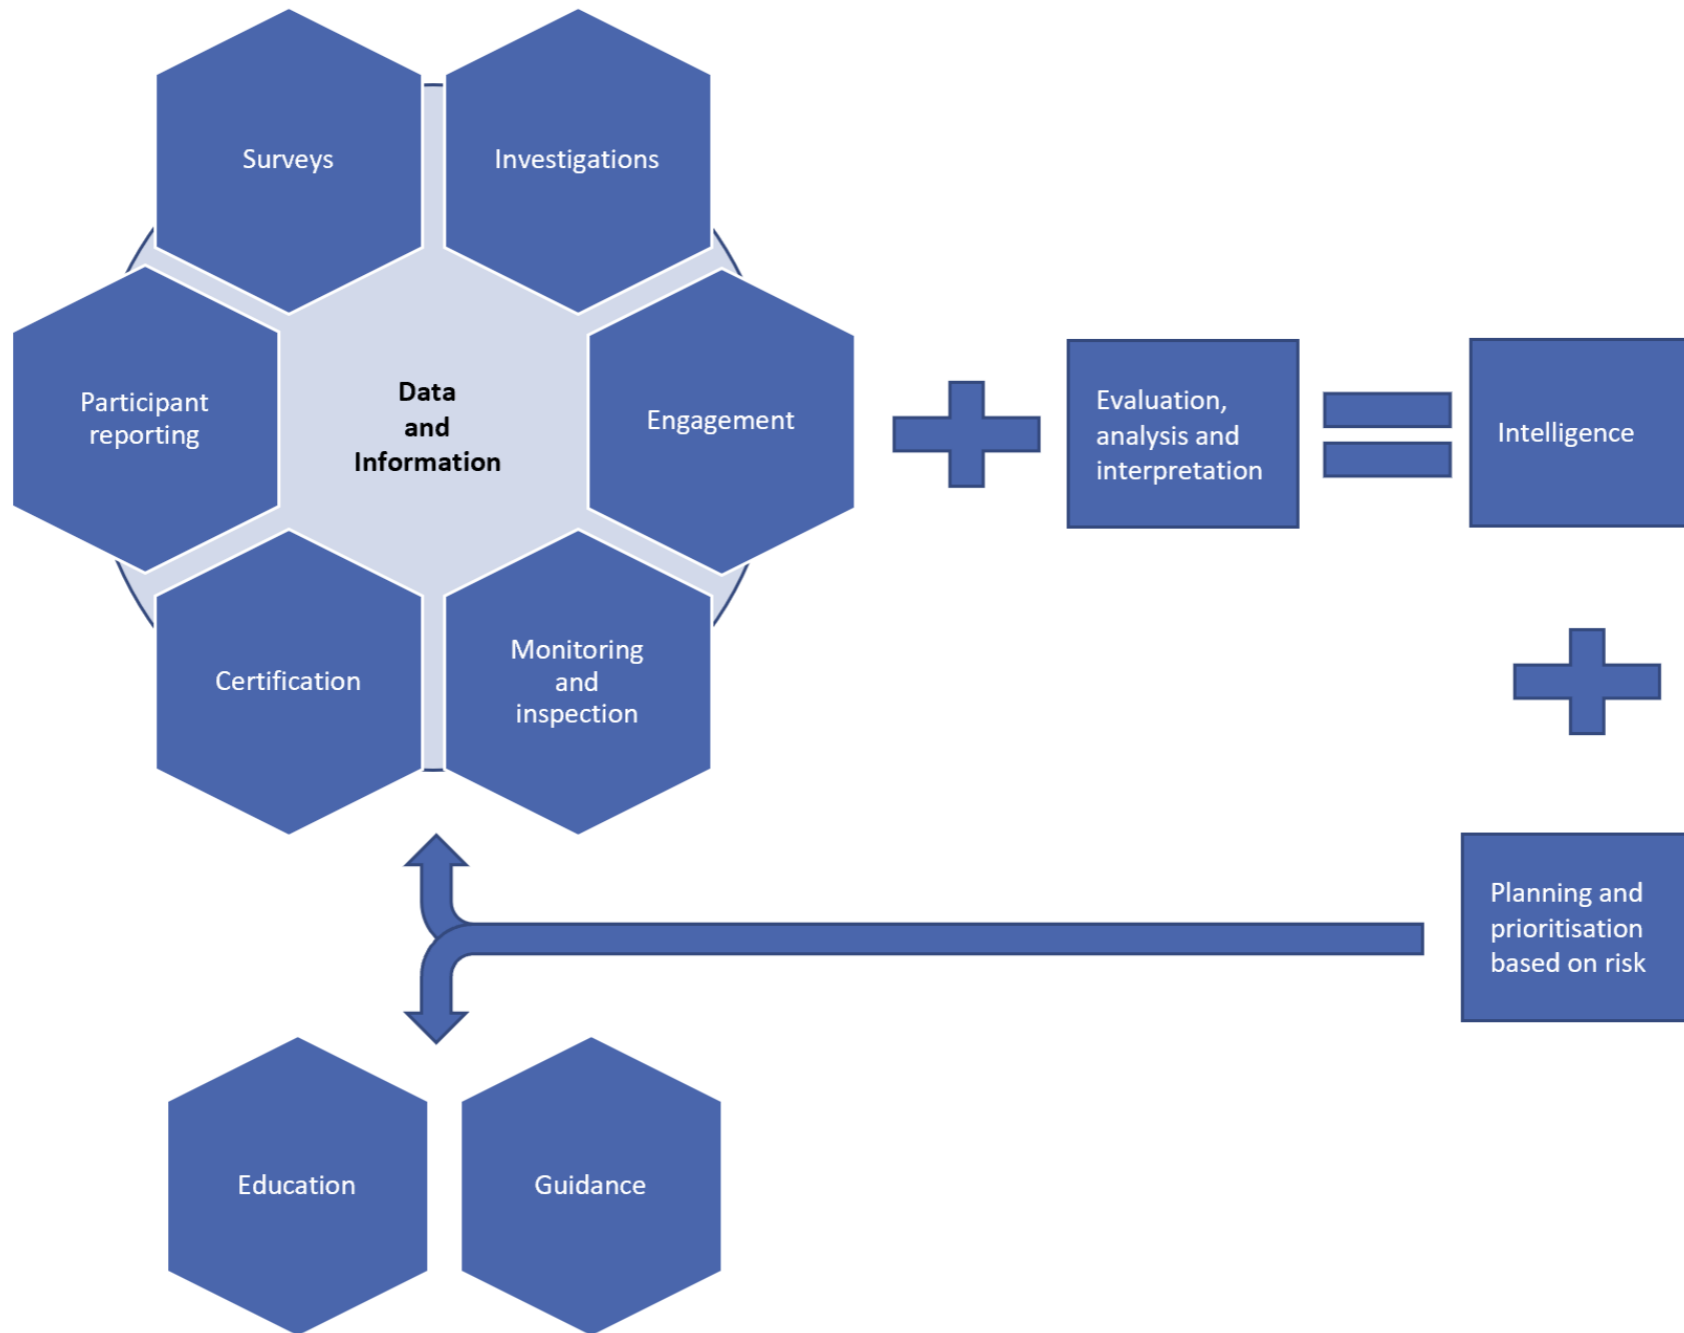 Surveys
Investigations
Participant
reporting
Data
and
Information
Engagement
Certification
Monitoring
and
inspection
Evaluation,
analysis and
interpretation
Intelligence
Planning and
prioritisation
based on risk
Education
Guidance